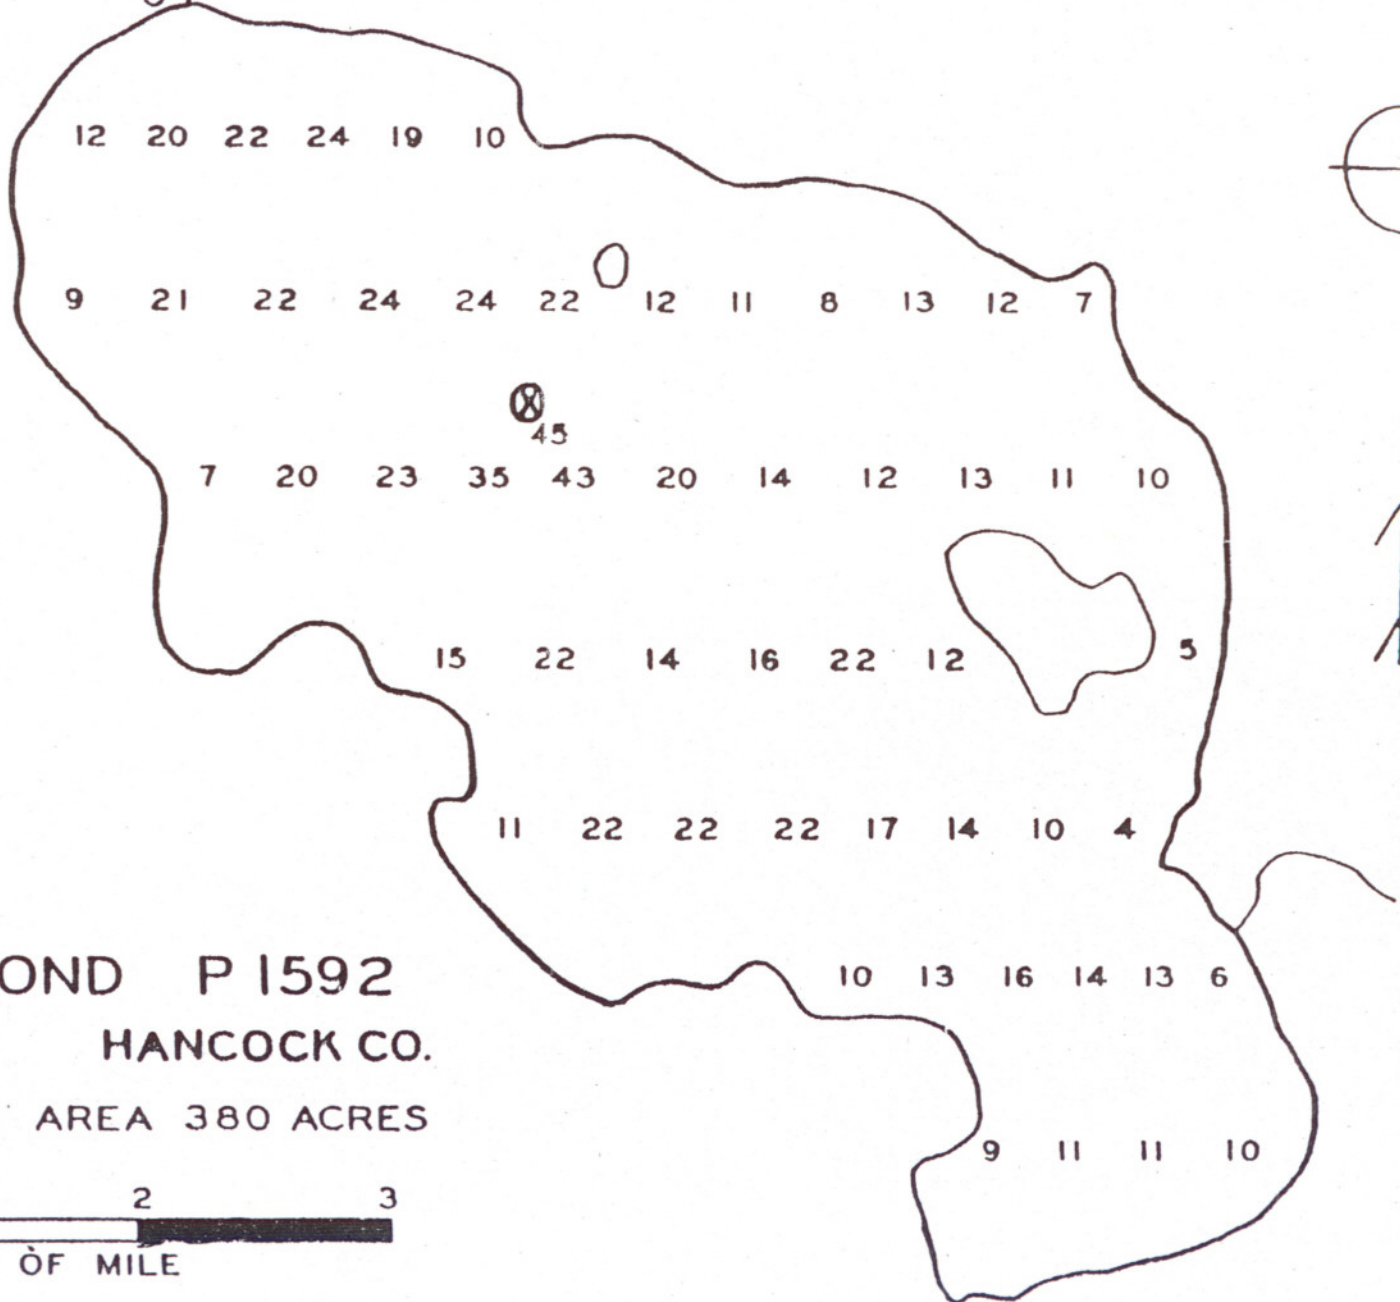 12 20 22 24 19 10
9 21 22 24 24 22 12 11 8 13 12 7
45
7 20 23 35 43 20 14 12 13 11 10
15 22 14 16 22 12 5
11 22 22 22 17 14 10 4
10 13 16 14 13 6
OND P 1592
HANCOCK CO.
AREA 380 ACRES
9 11 11 10
2 3
OF MILE